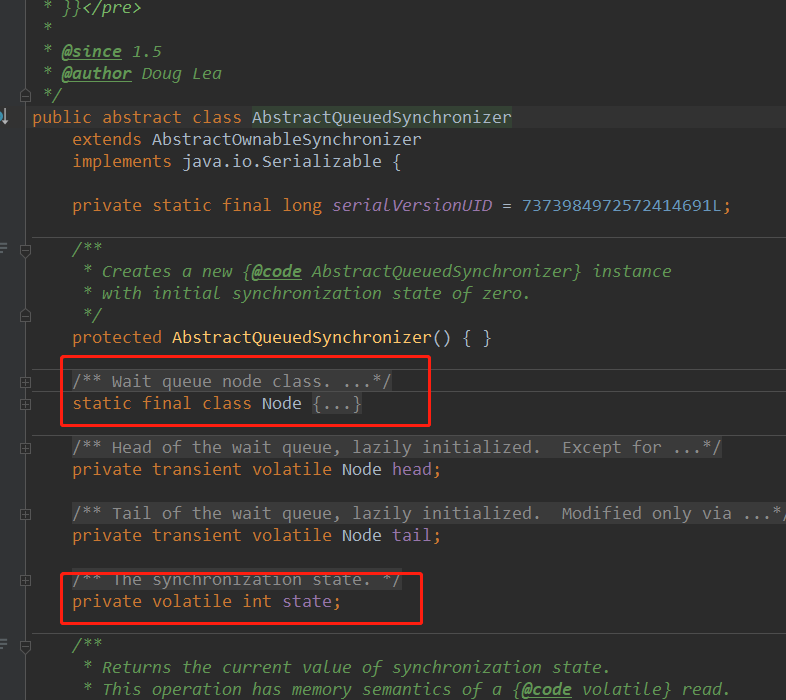 * }}</pre>
*
* @since 1.5
* @author Doug Lea
*/
public abstract class AbstractQueuedSynchronizer
extends AbstractOwnableSynchronizer
implements java.io.Serializable {
private static final long serialVersionUID = 7373984972572414691L;
/**
* Creates a new {@code AbstractQueuedSynchronizer} instance
* with initial synchronization state of zero.
*/
protected AbstractQueuedSynchronizer() { }
/** Wait queue node class. ...*/
static final class Node {...}
/** Head of the wait queue, lazily initialized.  Except for ...*/
private transient volatile Node head;
/** Tail of the wait queue, lazily initialized.  Modified only via ...*/
private transient volatile Node tail;
/** The synchronization state. */
private volatile int state;
/**
* Returns the current value of synchronization state.
* This operation has memory semantics of a {@code volatile} read.